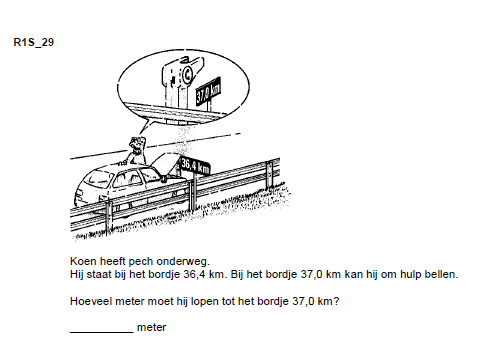 R1S_29
37,0 km
36,4 km
Koen heeft pech onderweg.
Hij staat bij het bordje 36,4 km. Bij het bordje 37,0 km kan hij om hulp bellen.
Hoeveel meter moet hij lopen tot het bordje 37,0 km?
__________ meter